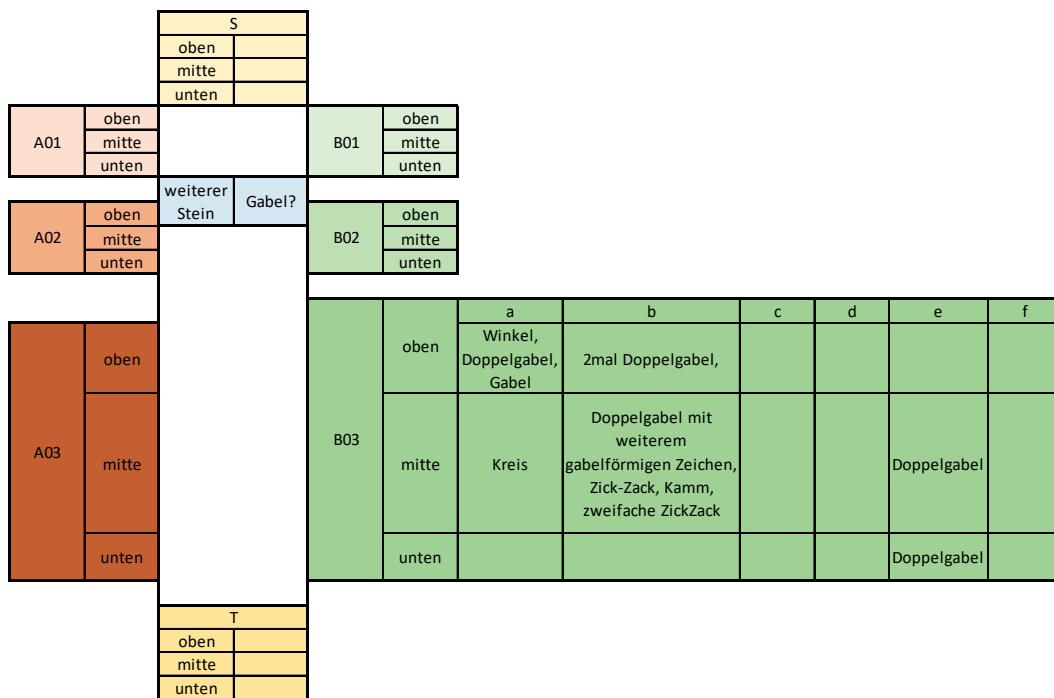 S
oben
mitte
unten
A01
oben
mitte
unten
B01
oben
mitte
unten
weiterer
Stein
Gabel?
A02
oben
mitte
unten
B02
oben
mitte
unten
A03
oben
mitte
unten
B03
a
b
c
d
e
f
oben
Winkel,
Doppelgabel,
Gabel
2mal Doppelgabel,
mitte
Kreis
Doppelgabel mit
weiterem
gabelförmigen Zeichen,
Zick-Zack, Kamm,
zweifache ZickZack
Doppelgabel
unten
Doppelgabel
T
oben
mitte
unten